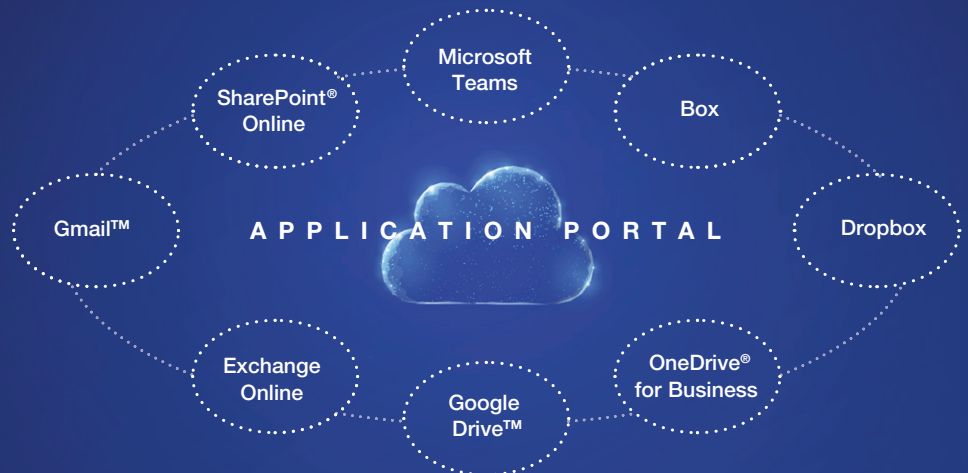 Microsoft
Teams
SharePoint®
Online
Box
Gmail™
APPLICATION PORTAL
Dropbox
Exchange
Online
OneDrive®
for Business
Google
Drive™